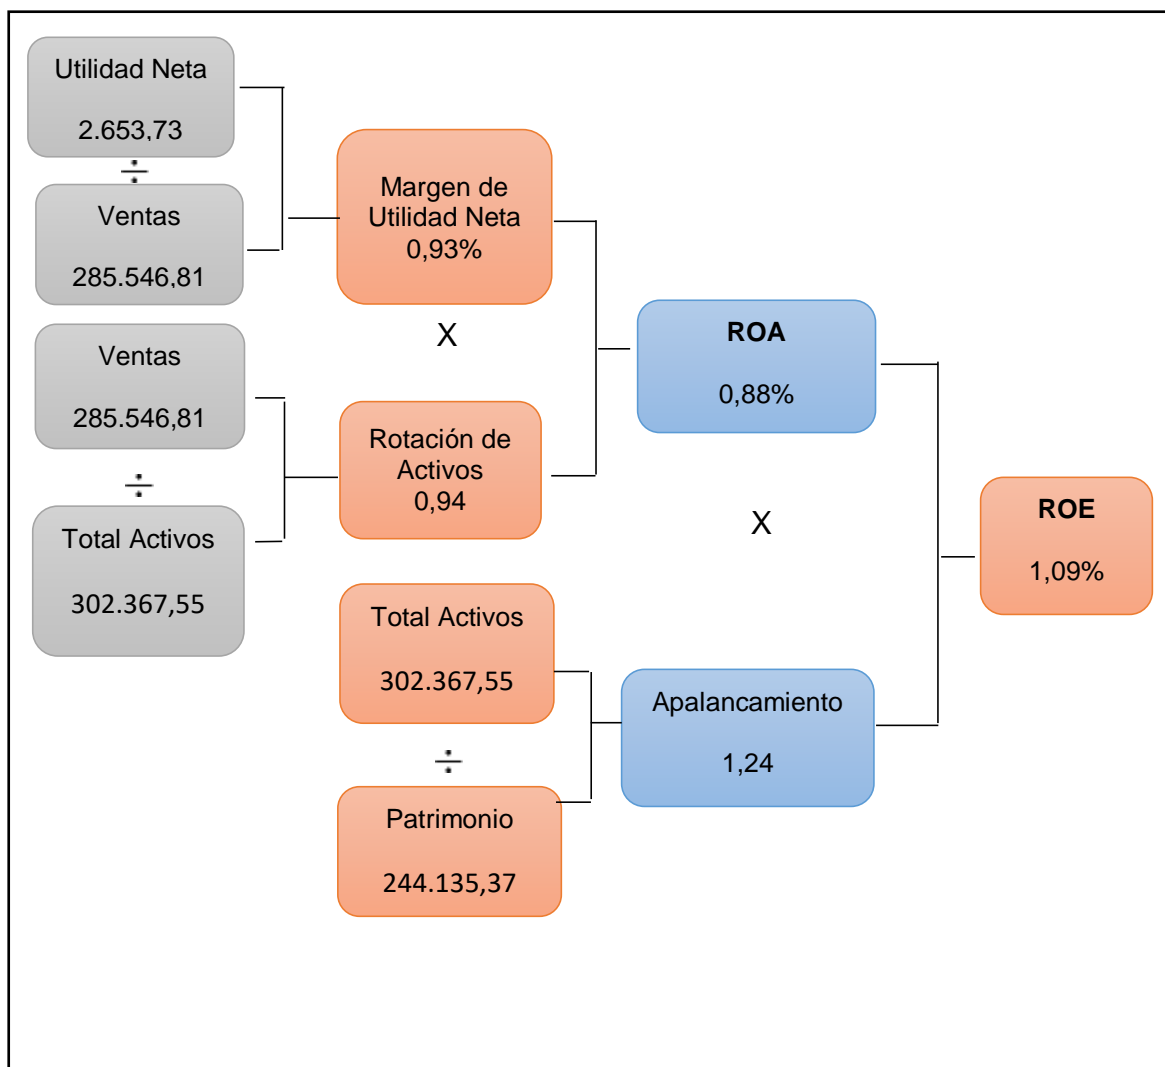 Utilidad Neta
2.653,73
÷
Ventas
285.546,81
Ventas
285.546,81
÷
Total Activos
302.367,55
Margen de
Utilidad Neta
0,93%
X
Rotación de
Activos
0,94
Total Activos
302.367,55
÷
Patrimonio
244.135,37
ROA
0,88%
X
Apalancamiento
1,24
ROE
1,09%